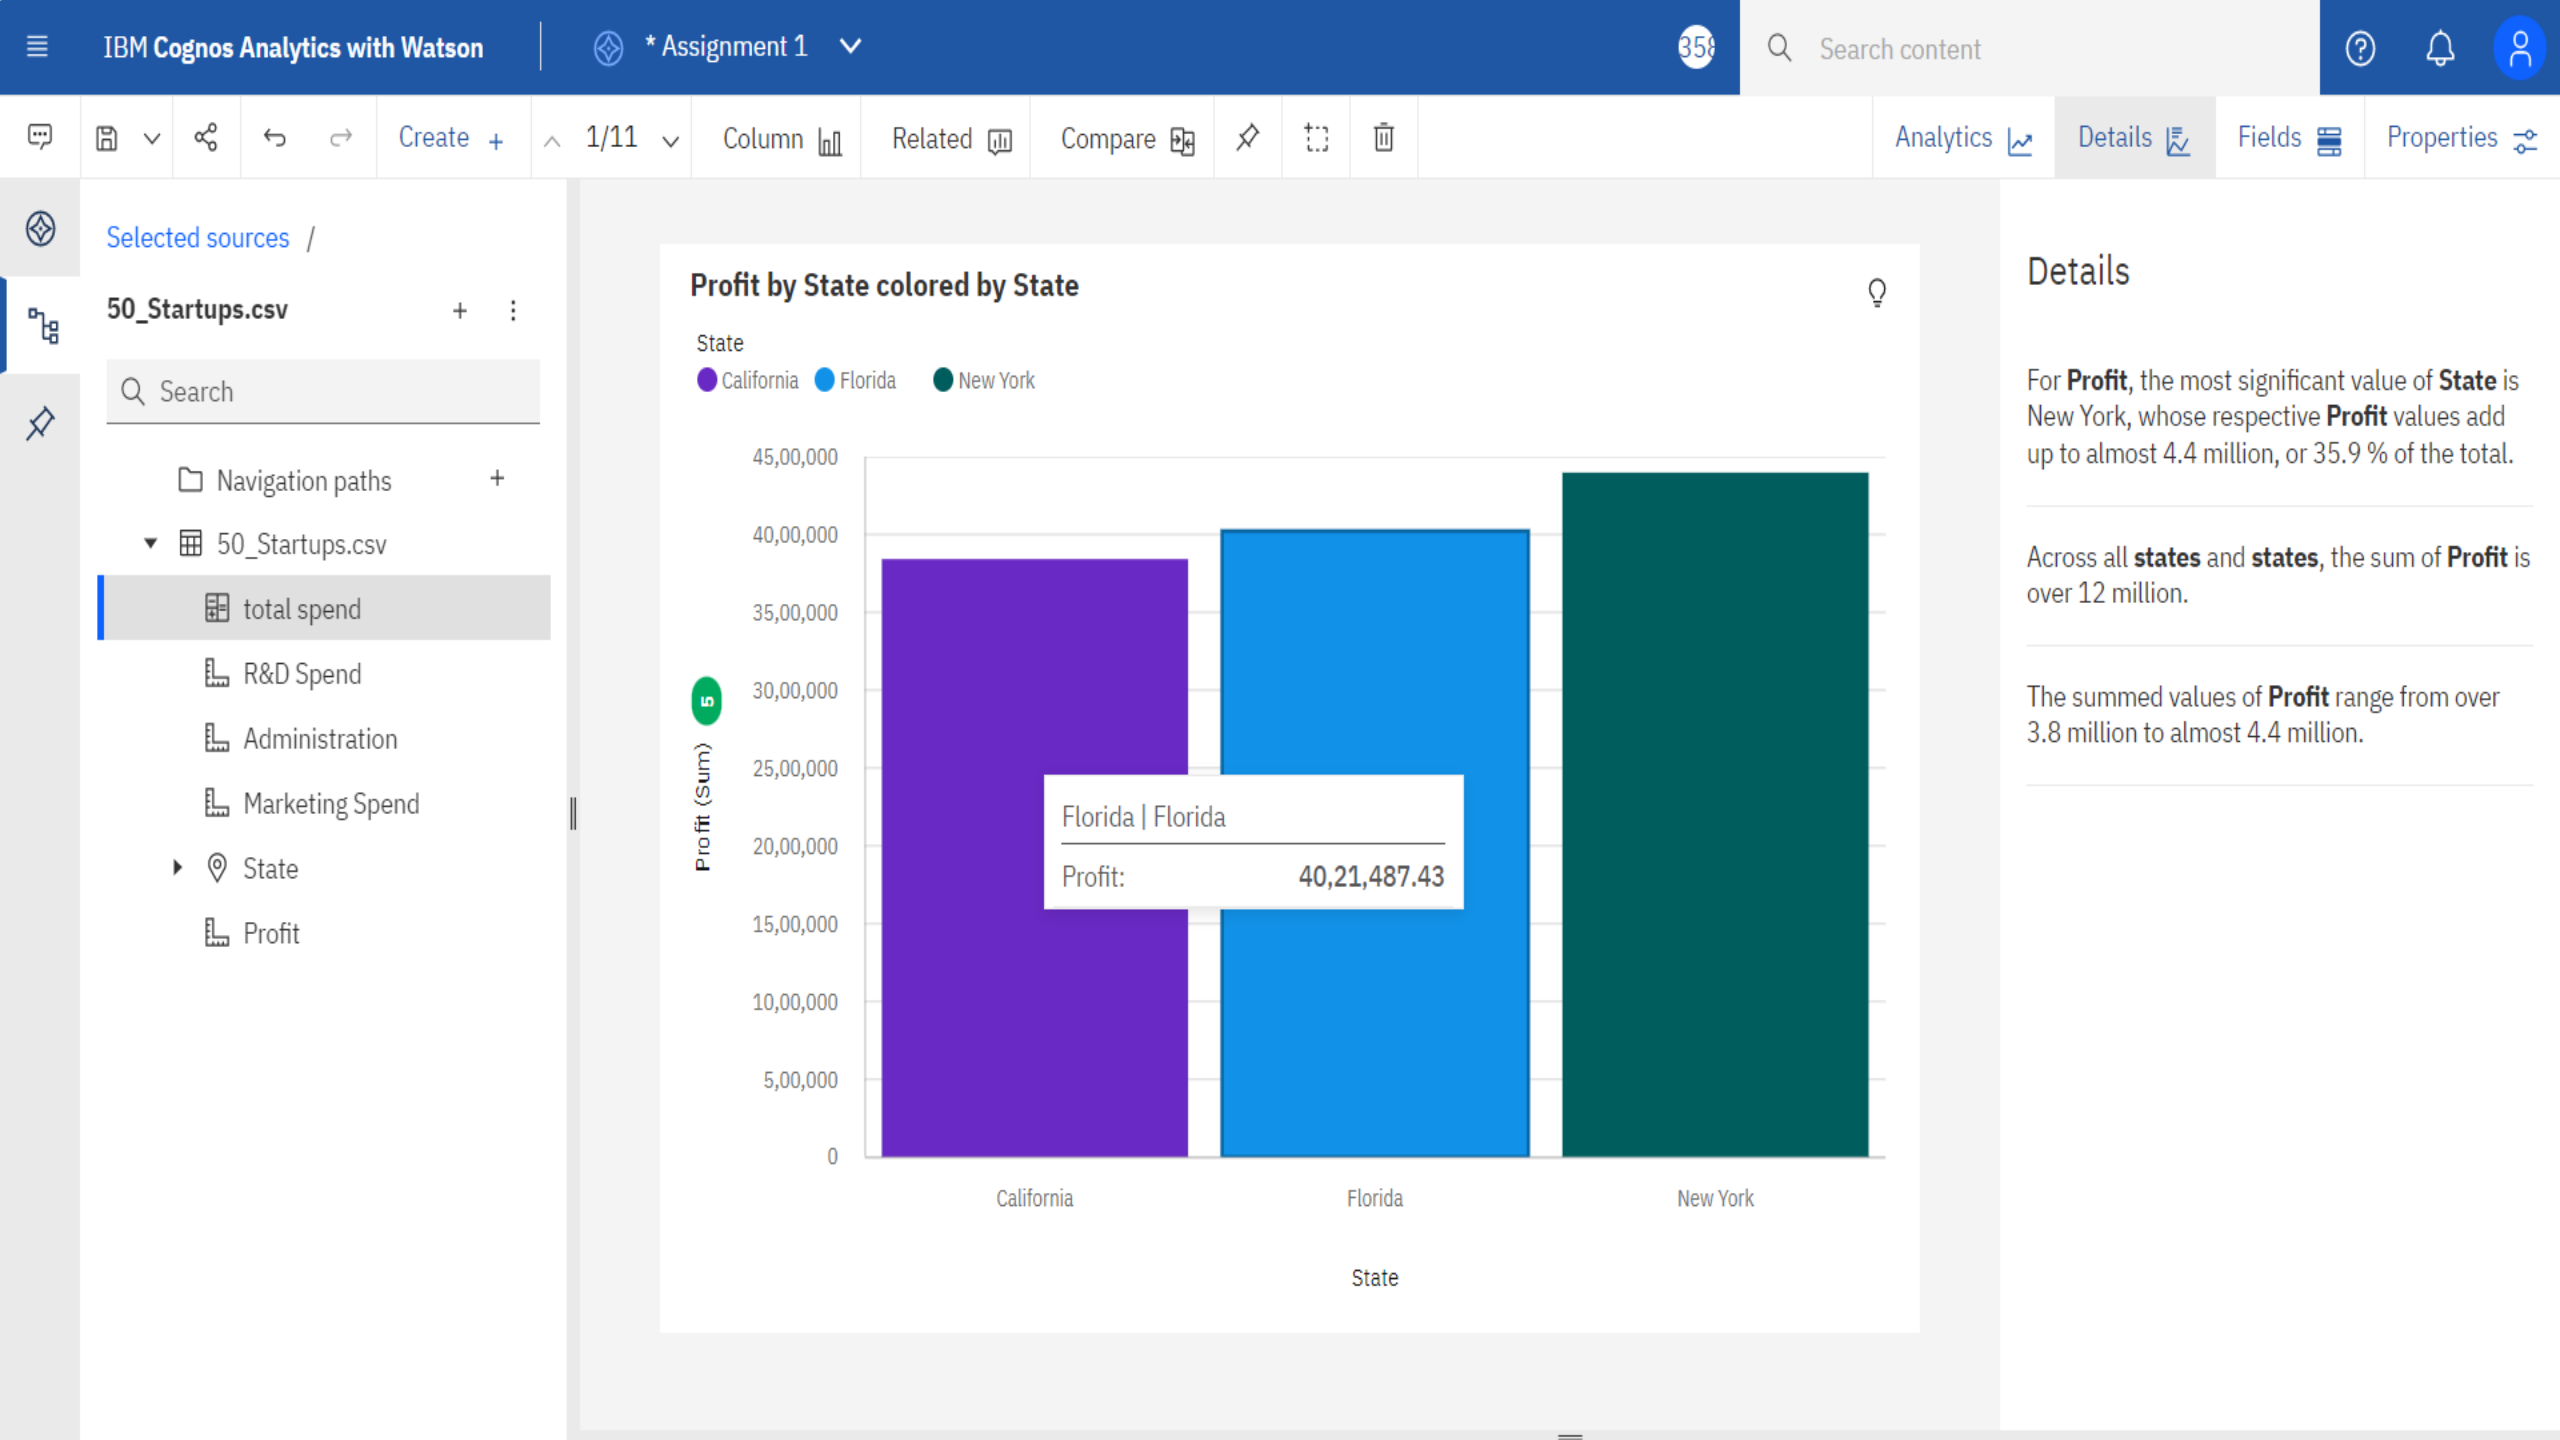 IBM Cognos Analytics with Watson
* Assignment 1
358
Search content
Create +
1/11
Column
Related
Compare
Analytics
Details
Fields
Properties
Selected sources /
50_Startups.csv
Search
Navigation paths
50_Startups.csv
total spend
R&D Spend
Administration
Marketing Spend
State
Profit
Profit by State colored by State
State
California Florida New York
45,00,000
40,00,000
35,00,000
30,00,000
25,00,000
20,00,000
15,00,000
10,00,000
5,00,000
0
Profit (Sum) 5
Florida | Florida
Profit: 40,21,487.43
California Florida New York
State
Details
For Profit, the most significant value of State is
New York, whose respective Profit values add
up to almost 4.4 million, or 35.9 % of the total.
Across all states and states, the sum of Profit is
over 12 million.
The summed values of Profit range from over
3.8 million to almost 4.4 million.